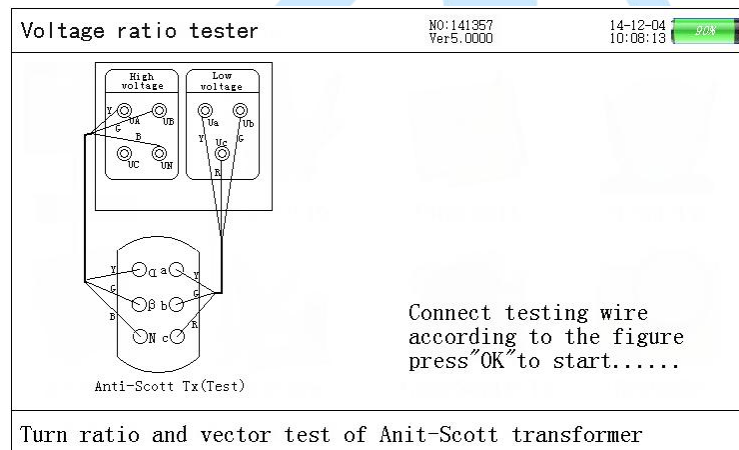 Voltage ratio tester
NO:141357
Ver5.0000
14-12-04
10:08:13
90%
High
voltage
Low
voltage
Y
UA
UB
G
B
UC
UN
Ua
Ub
Y
Uc
G
R
Y
α
a
Y
G
β
b
G
B
N
c
R
Anti-Scott Tx(Test)
Connect testing wire
according to the figure
press"OK"to start......
Turn ratio and vector test of Anit-Scott transformer